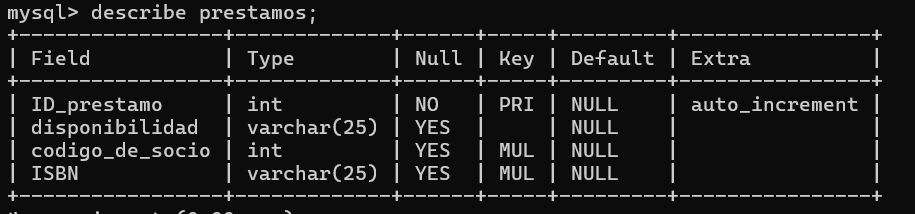 mysql> describe prestamos;
+-----------------+-------------+------+-----+---------+----------------+
| Field           | Type        | Null | Key | Default | Extra          |
+-----------------+-------------+------+-----+---------+----------------+
| ID_prestamo     | int         | NO   | PRI | NULL    | auto_increment |
| disponibilidad  | varchar(25) | YES  |     | NULL    |                |
| codigo_de_socio | int         | YES  | MUL | NULL    |                |
| ISBN            | varchar(25) | YES  | MUL | NULL    |                |
+-----------------+-------------+------+-----+---------+----------------+